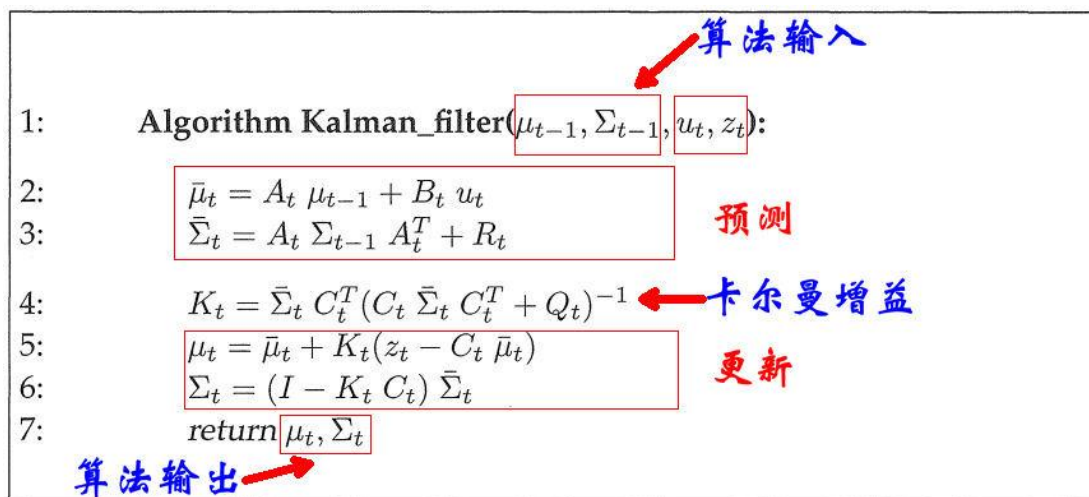 算法输入
1: Algorithm Kalman_filter(μ_{t−1}, Σ_{t−1}, u_t, z_t):
2: μ̄_t = A_t μ_{t−1} + B_t u_t
预测
3: Σ̄_t = A_t Σ_{t−1} A_t^T + R_t
4: K_t = Σ̄_t C_t^T (C_t Σ̄_t C_t^T + Q_t)^{−1} 卡尔曼增益
5: μ_t = μ̄_t + K_t(z_t − C_t μ̄_t)
更新
6: Σ_t = (I − K_t C_t) Σ̄_t
7: return μ_t, Σ_t
算法输出